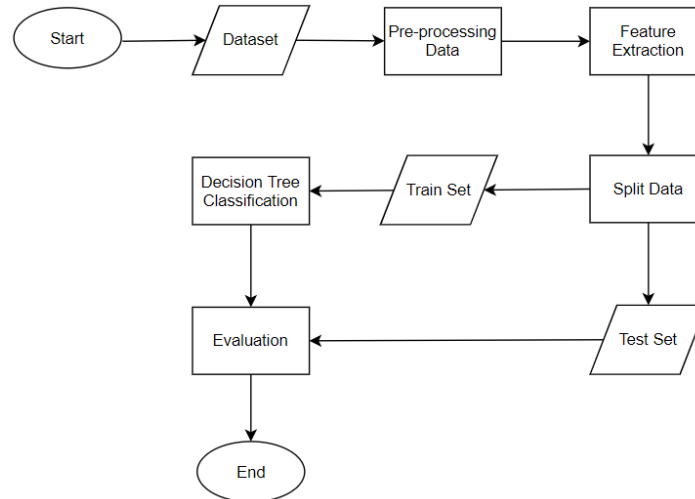 Start
Dataset
Pre-processing
Data
Feature
Extraction
Decision Tree
Classification
Train Set
Split Data
Evaluation
Test Set
End